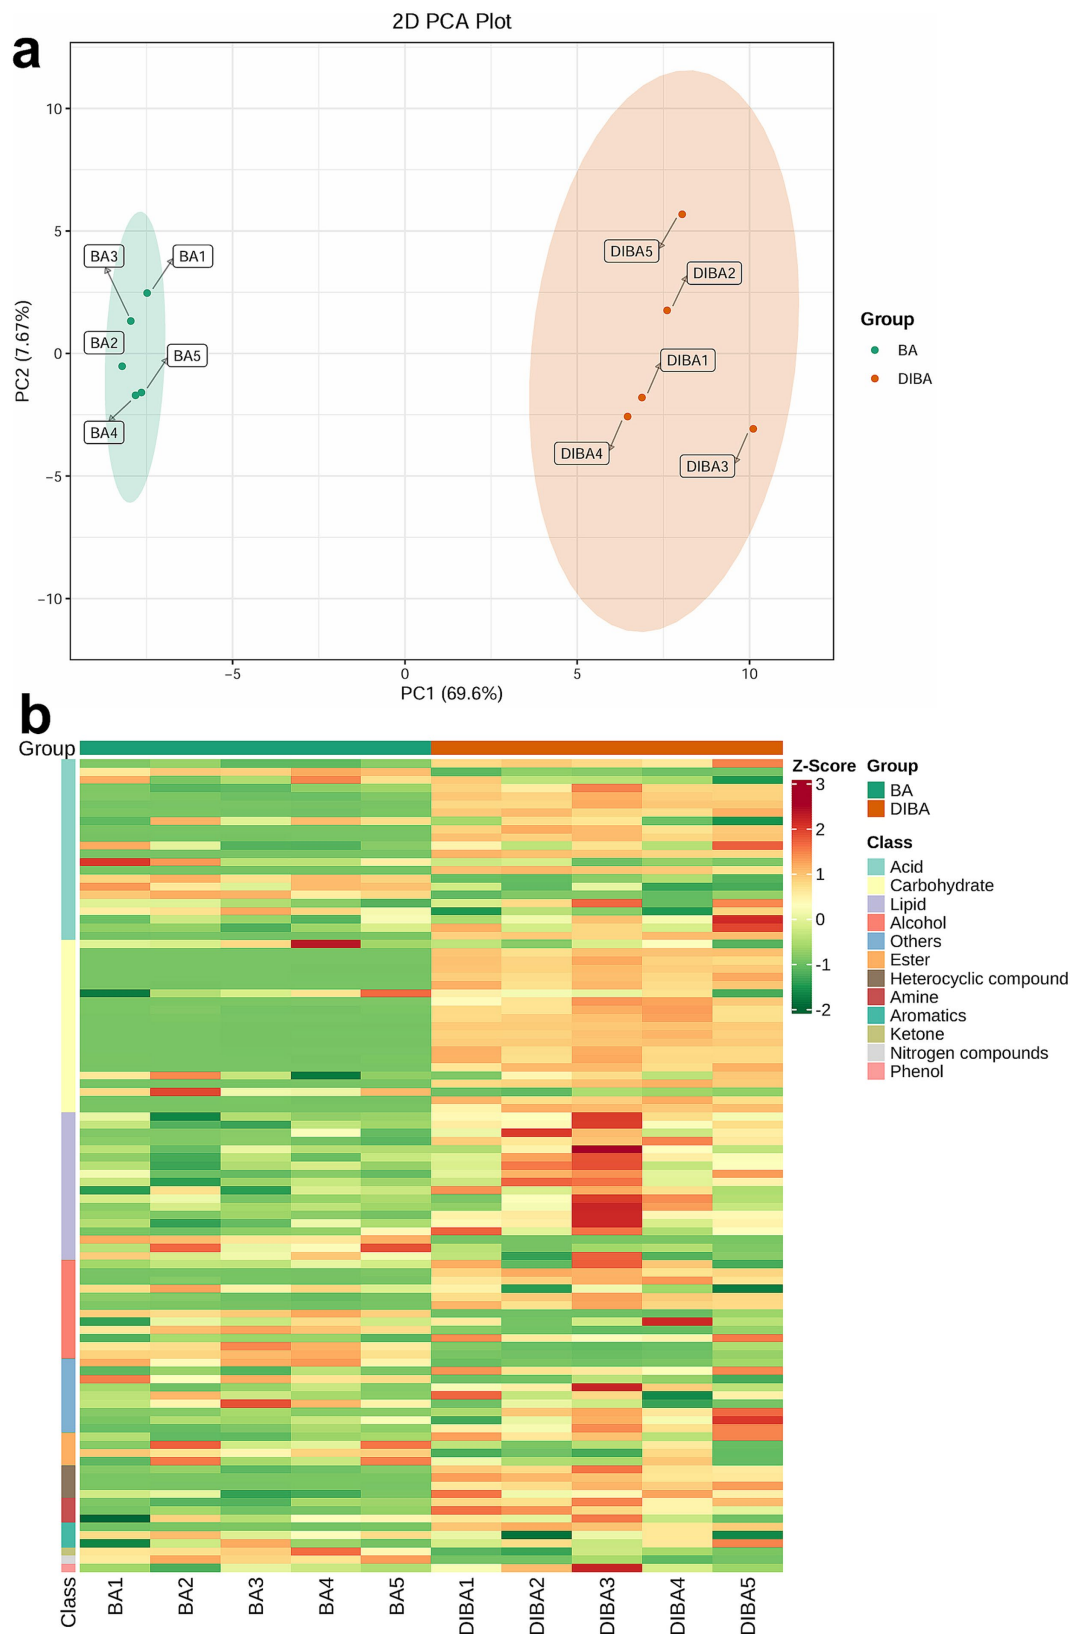 2D PCA Plot
a
10
5
0
−5
−10
PC2 (7.67%)
BA3
BA1
BA2
BA5
BA4
DIBA5
DIBA2
DIBA1
DIBA4
DIBA3
−5
0
5
10
PC1 (69.6%)
Group
BA
DIBA
b
Group
Z-Score
3
2
1
0
-1
-2
Group
BA
DIBA
Class
Acid
Carbohydrate
Lipid
Alcohol
Others
Ester
Heterocyclic compound
Amine
Aromatics
Ketone
Nitrogen compounds
Phenol
Class
BA1
BA2
BA3
BA4
BA5
DIBA1
DIBA2
DIBA3
DIBA4
DIBA5